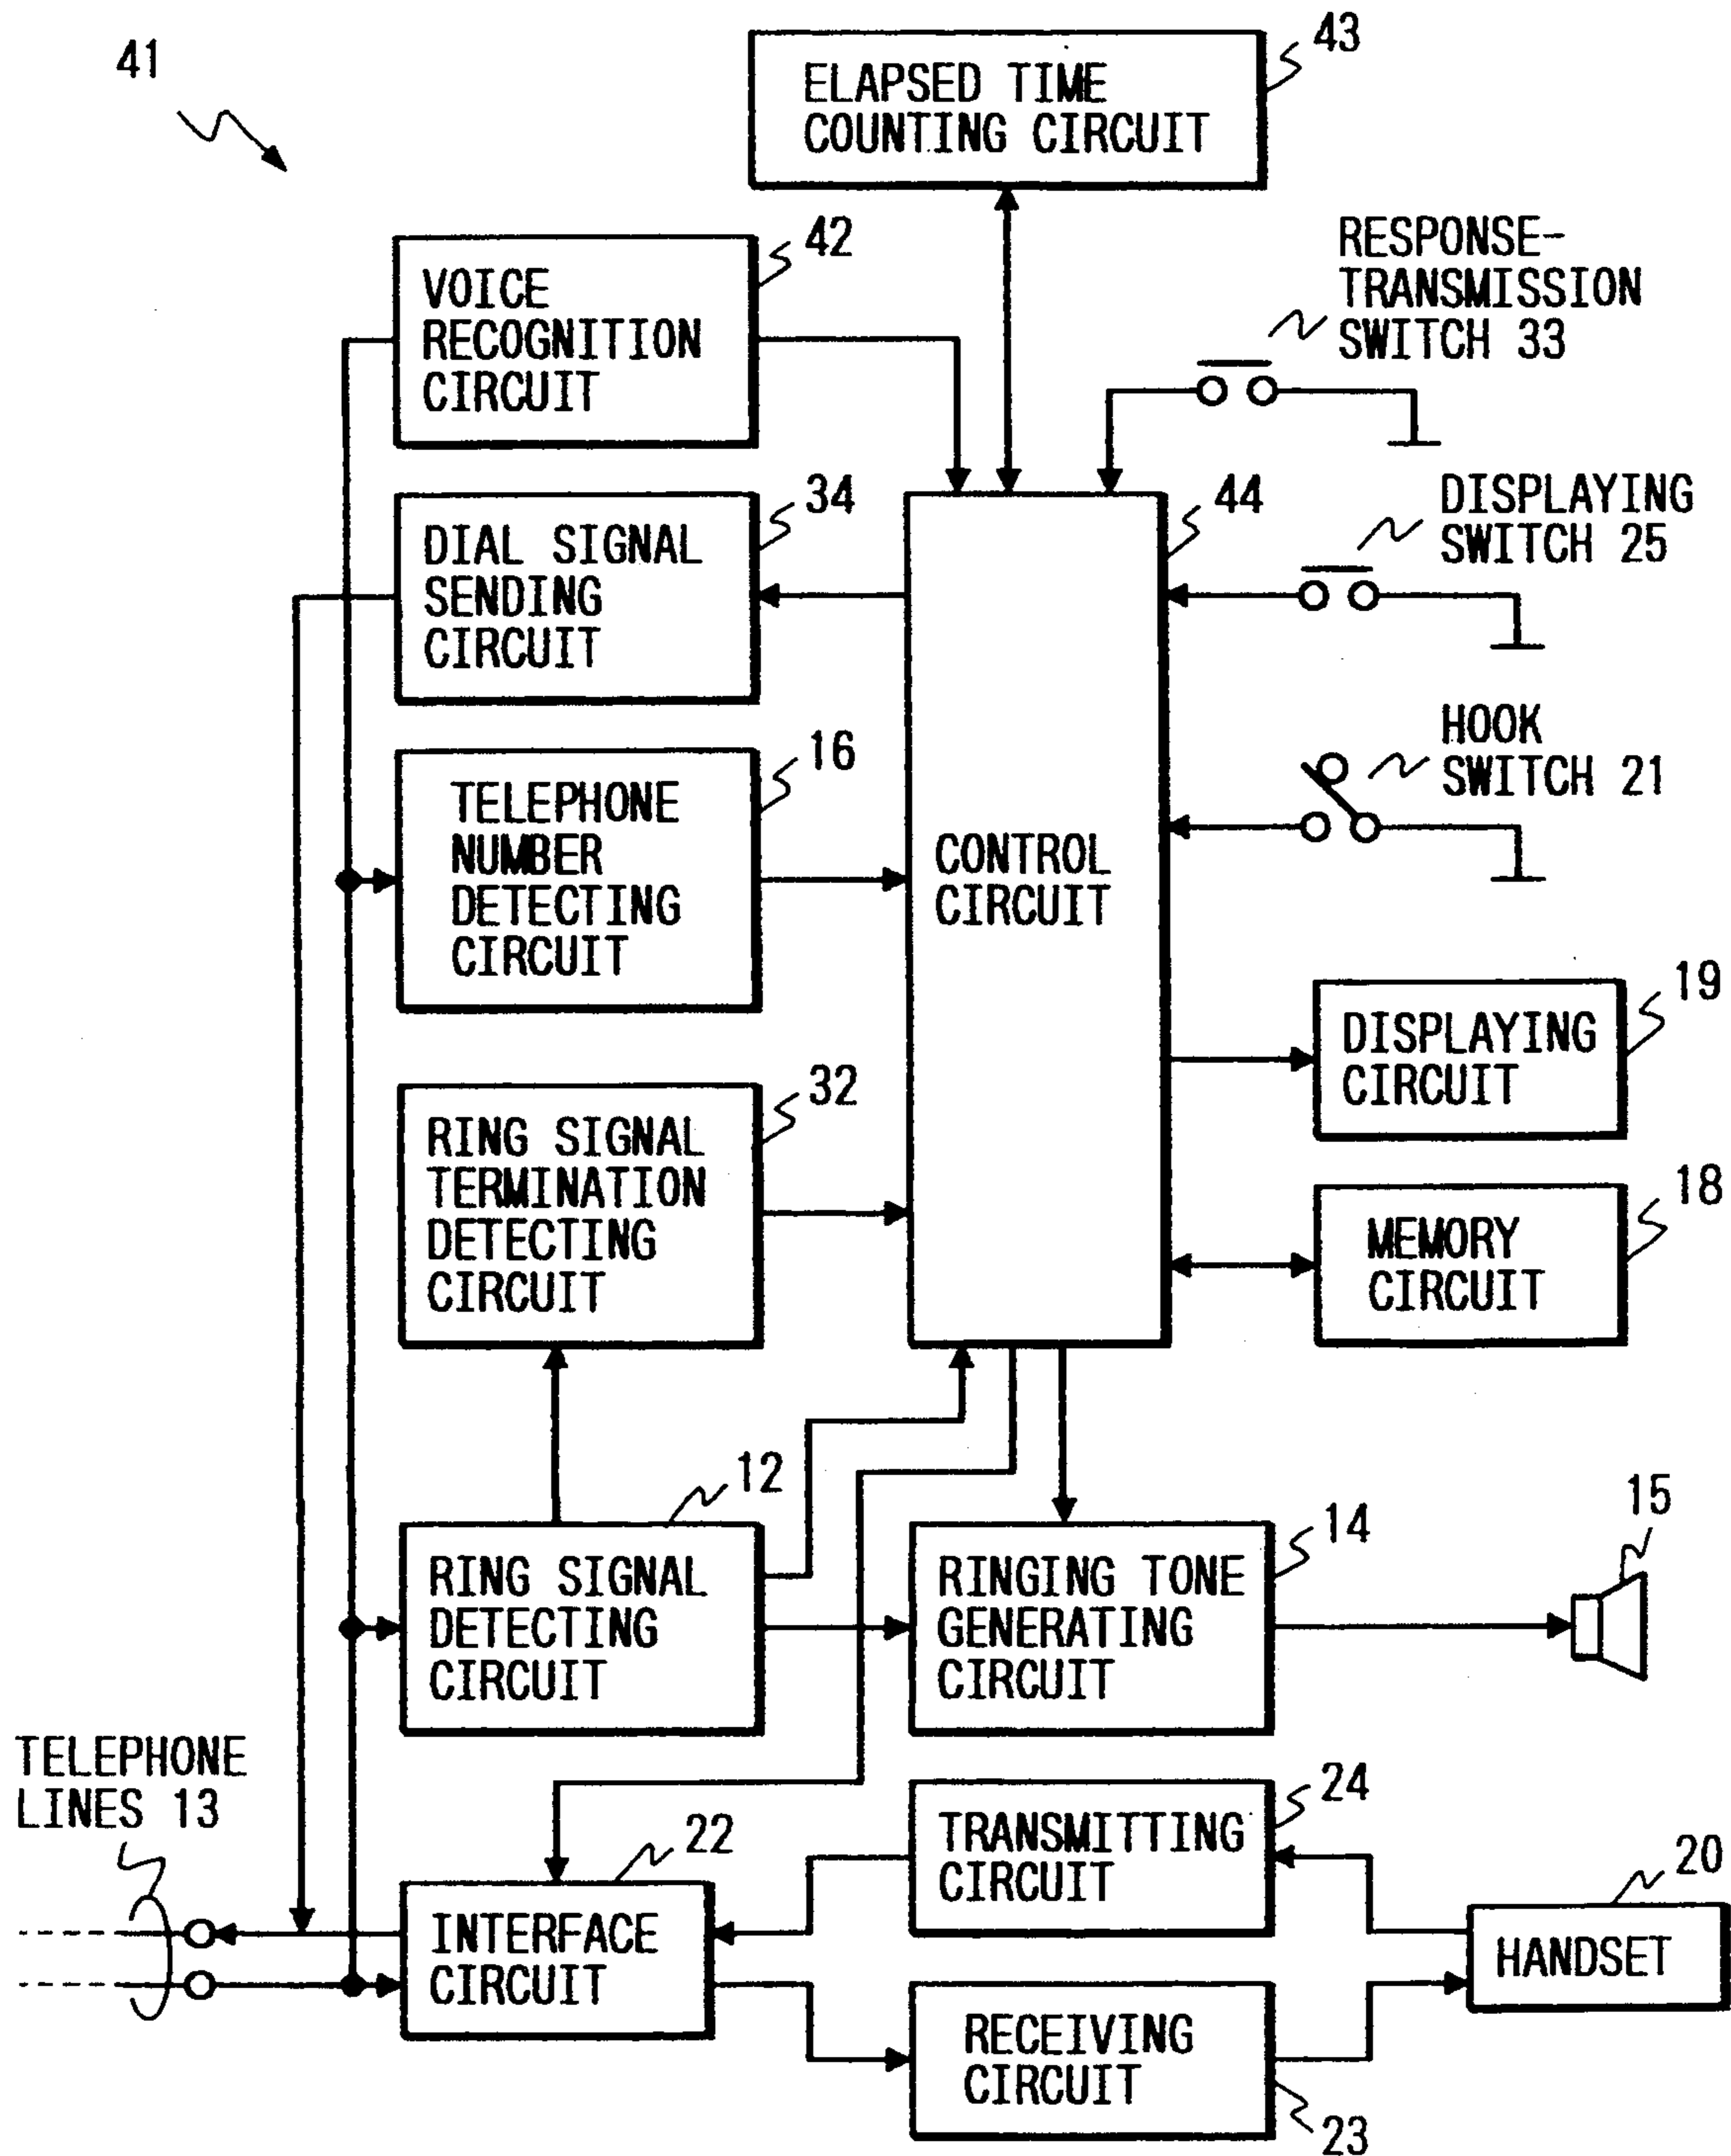 41
43
ELAPSED TIME
COUNTING CIRCUIT
42
VOICE
RECOGNITION
CIRCUIT
RESPONSE-
TRANSMISSION
SWITCH 33
34
DIAL SIGNAL
SENDING
CIRCUIT
44
DISPLAYING
SWITCH 25
16
TELEPHONE
NUMBER
DETECTING
CIRCUIT
HOOK
SWITCH 21
CONTROL
CIRCUIT
19
DISPLAYING
CIRCUIT
32
RING SIGNAL
TERMINATION
DETECTING
CIRCUIT
18
MEMORY
CIRCUIT
12
RING SIGNAL
DETECTING
CIRCUIT
14
RINGING TONE
GENERATING
CIRCUIT
15
TELEPHONE
LINES 13
22
INTERFACE
CIRCUIT
24
TRANSMITTING
CIRCUIT
20
HANDSET
RECEIVING
CIRCUIT
23